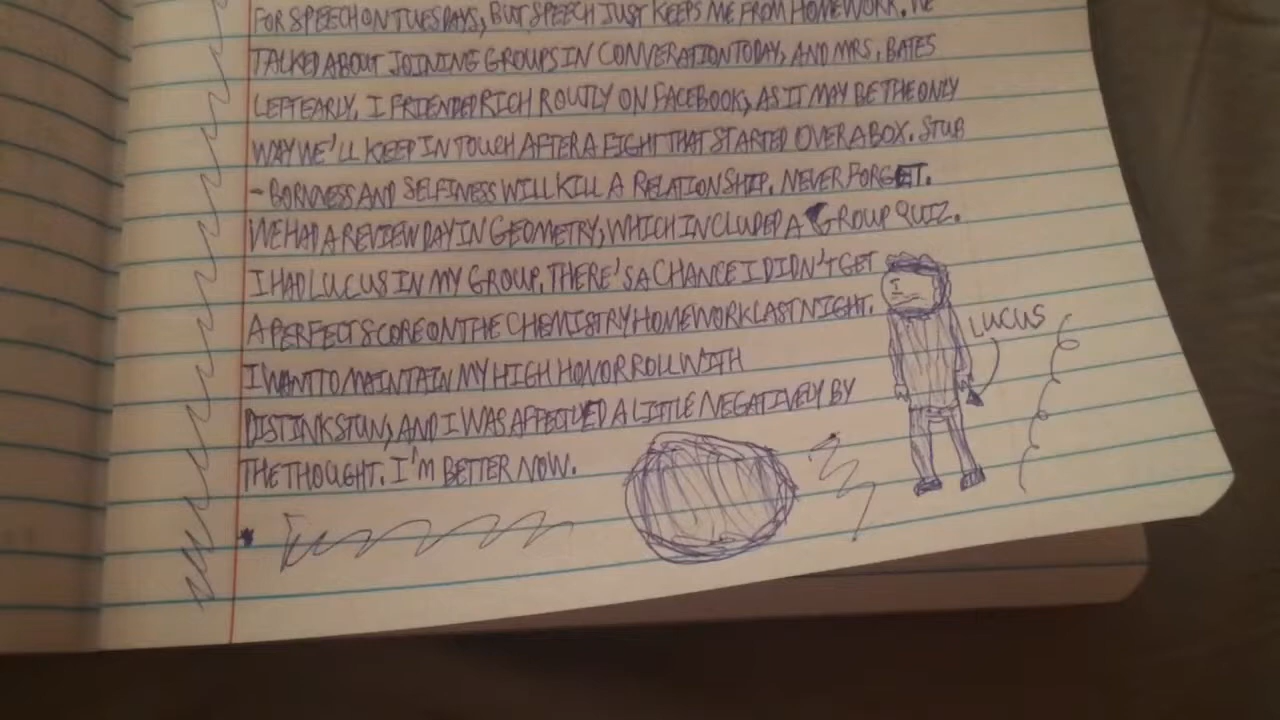 FOR SPEECH ON TUESDAYS, BUT SPEECH JUST KEEPS ME FROM HOMEWORK. WE
TALKED ABOUT JOINING GROUPS IN CONVERATION TODAY, AND MRS. BATES
LEFT EARLY. I FRIENDED RICH ROUTLY ON FACEBOOK, AS IT MAY BE THE ONLY
WAY WE'LL KEEP IN TOUCH AFTER A FIGHT THAT STARTED OVER A BOX. STUB
-BORNNESS AND SELFINESS WILL KILL A RELATIONSHIP. NEVER FORGET.
WE HAD A REVIEW DAY IN GEOMETRY, WHICH INCLUDED A GROUP QUIZ.
I HAD LUCUS IN MY GROUP. THERE'S A CHANCE I DIDN'T GET
A PERFECT SCORE ON THE CHEMISTRY HOMEWORK LAST NIGHT.
LUCUS
I WANT TO MAINTAIN MY HIGH HONOR ROLL WITH
DISTINKSTUN, AND I WAS AFFECTED A LITTLE NEGATIVELY BY
THE THOUGHT. I'M BETTER NOW.